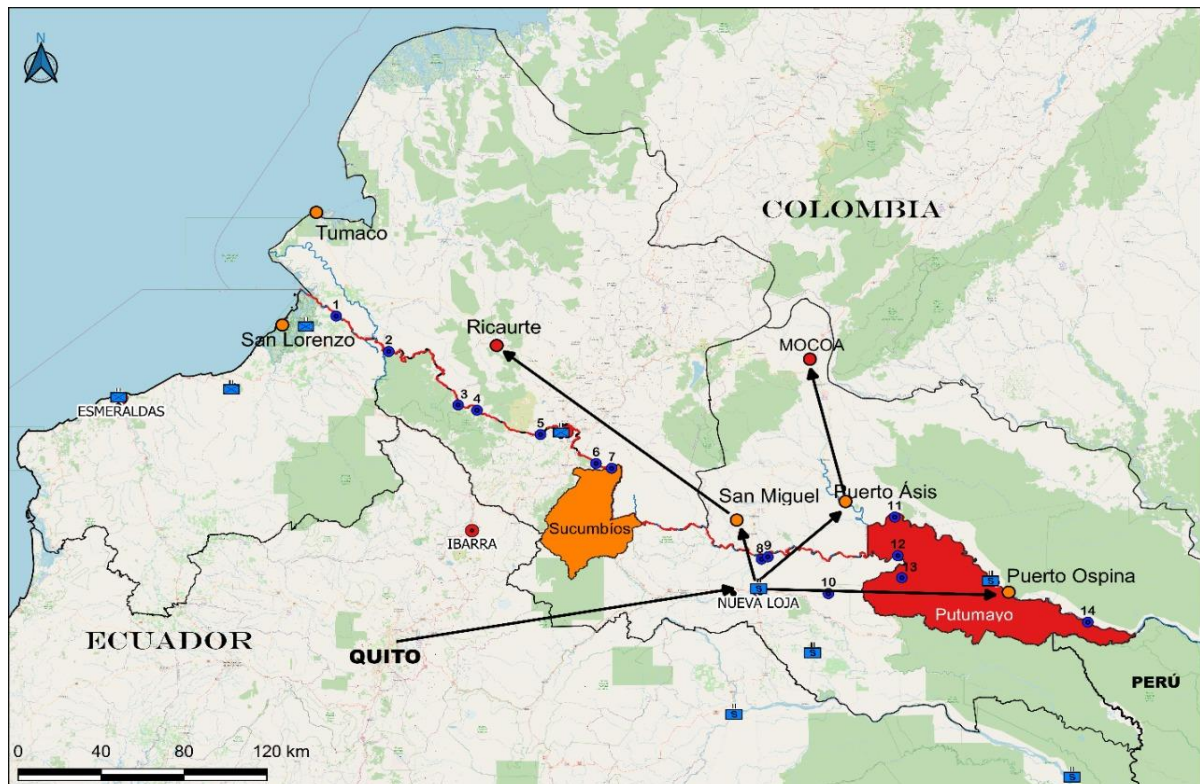 N
COLOMBIA
Tumaco
1
San Lorenzo
2
Ricaurte
MOCOA
ESMERALDAS
3
4
5
6
7
San Miguel
Puerto Ásis
11
Sucumbíos
IBARRA
8
9
12
13
10
NUEVA LOJA
Puerto Ospina
Putumayo
14
ECUADOR
QUITO
PERÚ
S
S
S
S
S
0 40 80 120 km